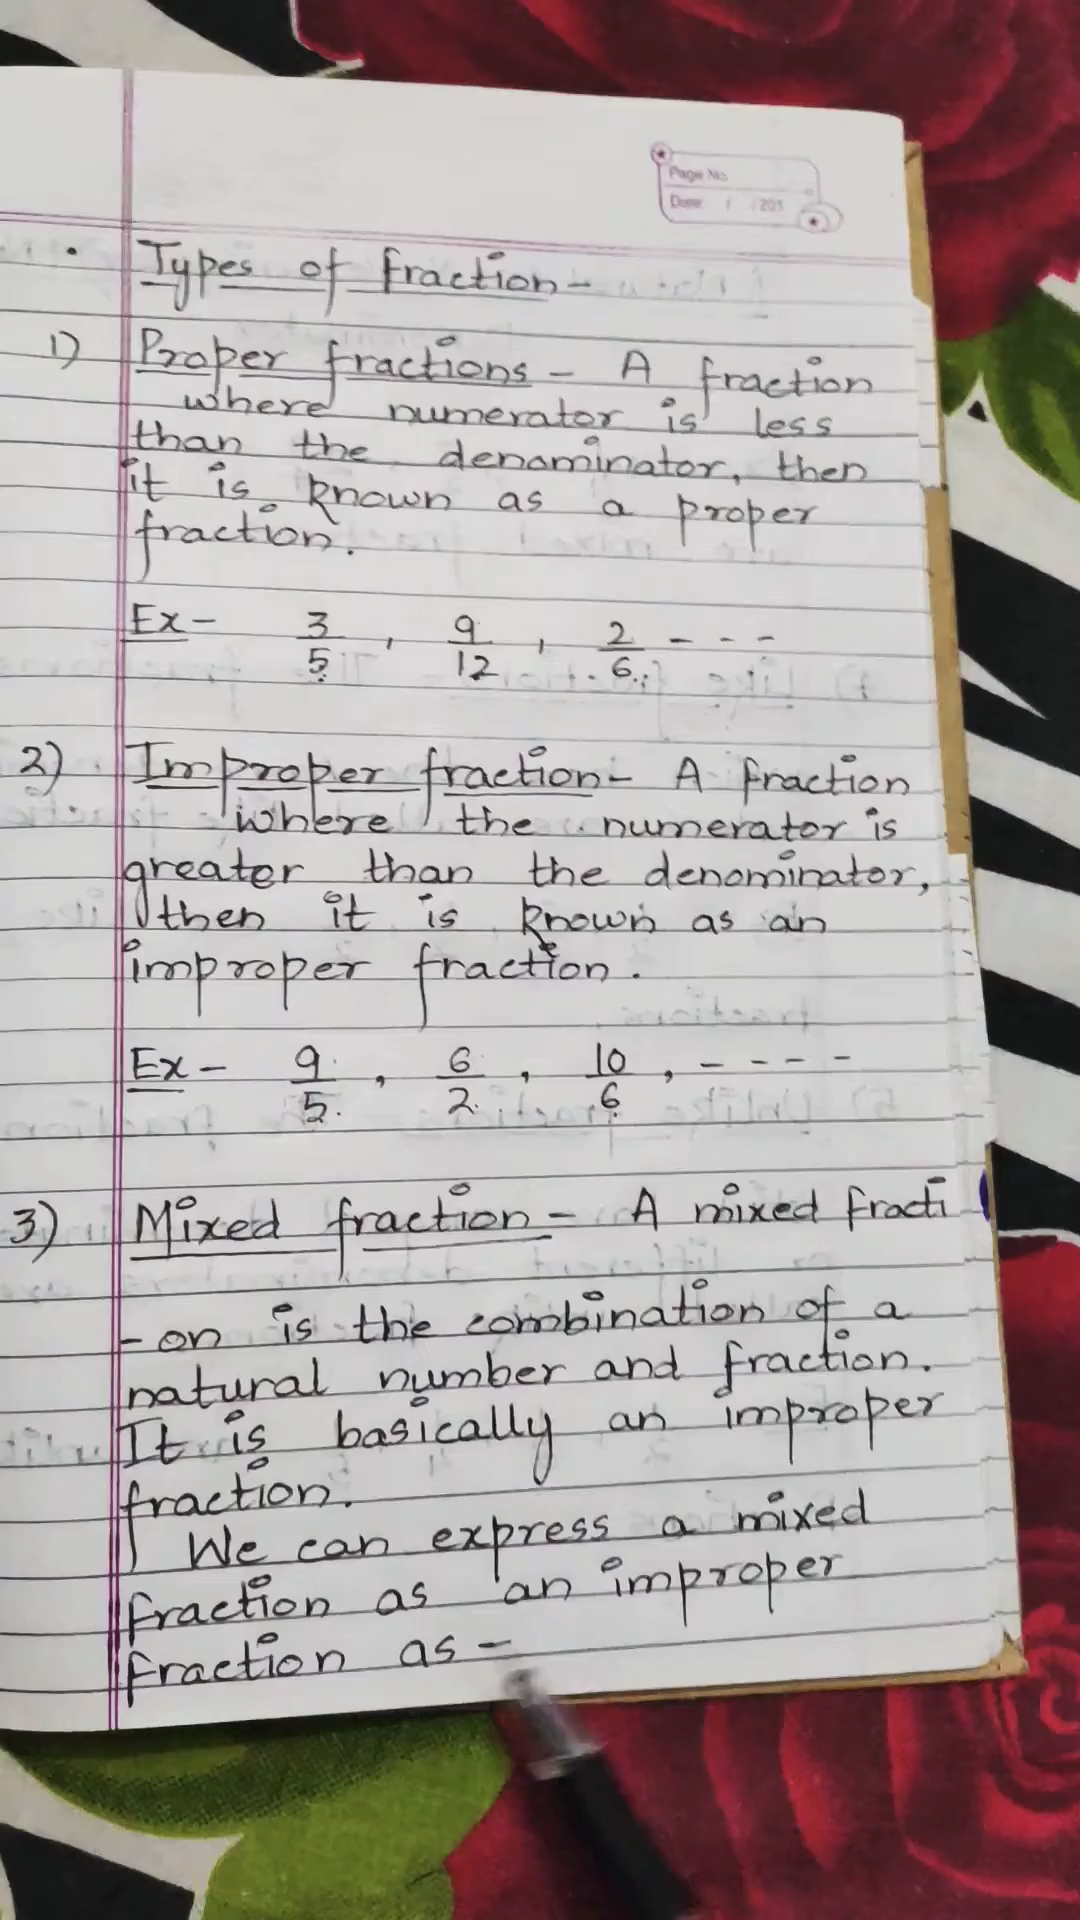 Page No.
Date / /201
• Types of fraction -
1) Proper fractions - A fraction
where numerator is less
than the denominator, then
it is known as a proper
fraction.
Ex- 3/5 , 9/12 , 2/6 - - -
2) Improper fraction - A fraction
where the numerator is
greater than the denominator,
then it is known as an
improper fraction.
Ex - 9/5 , 6/2 , 10/6 , - - - -
3) Mixed fraction - A mixed fracti
-on is the combination of a
natural number and fraction.
It is basically an improper
fraction.
We can express a mixed
fraction as an improper
fraction as -